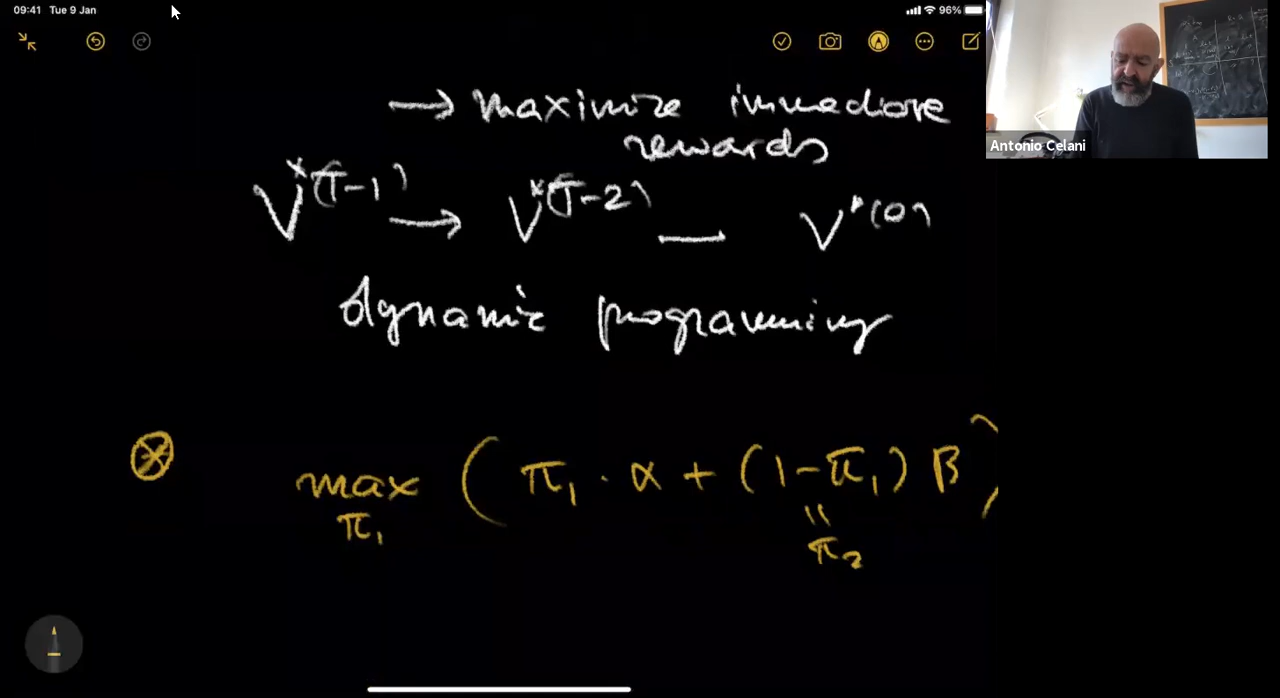 09:41 Tue 9 Jan
96%
→ maximize immediate
rewards
V*(T-1) → V*(T-2) — V*(0)
dynamic programming
⊗ max ( π₁ · α + (1-π₁) β )
π₁
||
π₂
Antonio Celani